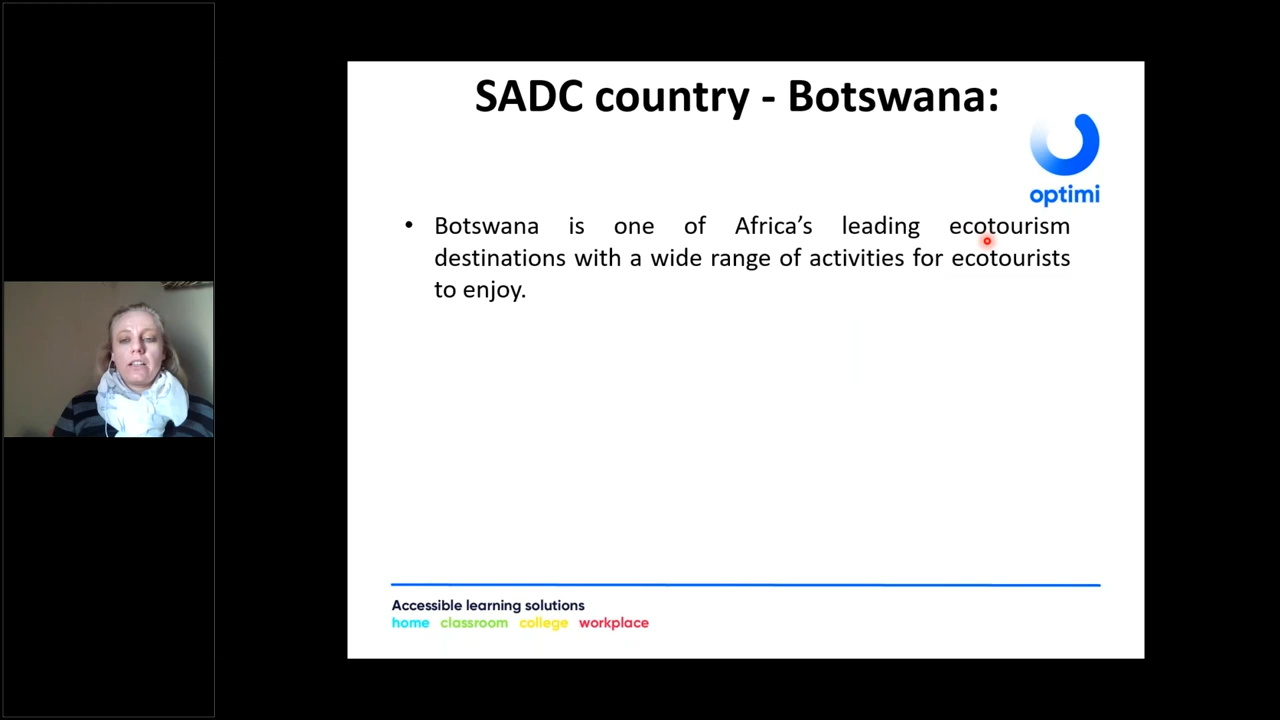 SADC country - Botswana:
optimi
• Botswana is one of Africa’s leading ecotourism
destinations with a wide range of activities for ecotourists
to enjoy.
Accessible learning solutions
home classroom college workplace